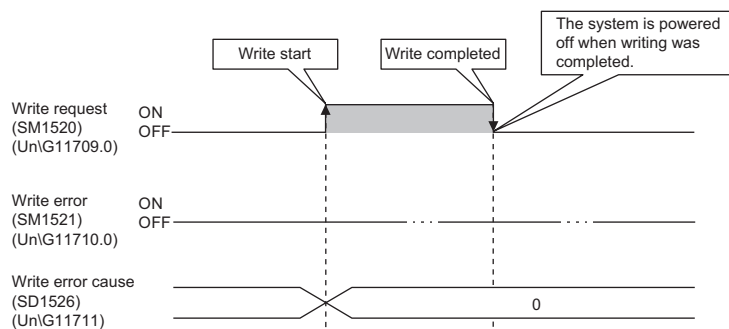 Write start
Write completed
The system is powered
off when writing was
completed.
Write request
(SM1520)
(Un\G11709.0)
ON
OFF
Write error
(SM1521)
(Un\G11710.0)
ON
OFF
Write error cause
(SD1526)
(Un\G11711)
0